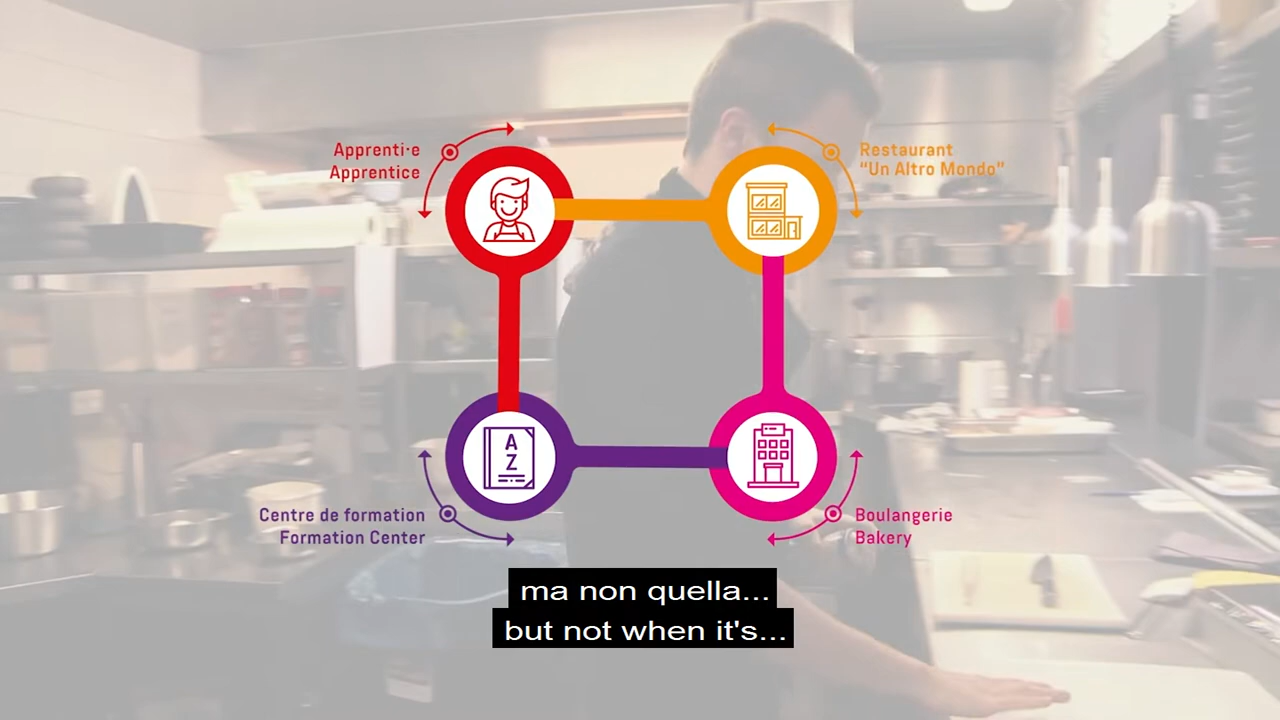 Apprenti·e
Apprentice
Restaurant
“Un Altro Mondo”
A
Z
Centre de formation
Formation Center
Boulangerie
Bakery
ma non quella...
but not when it's...